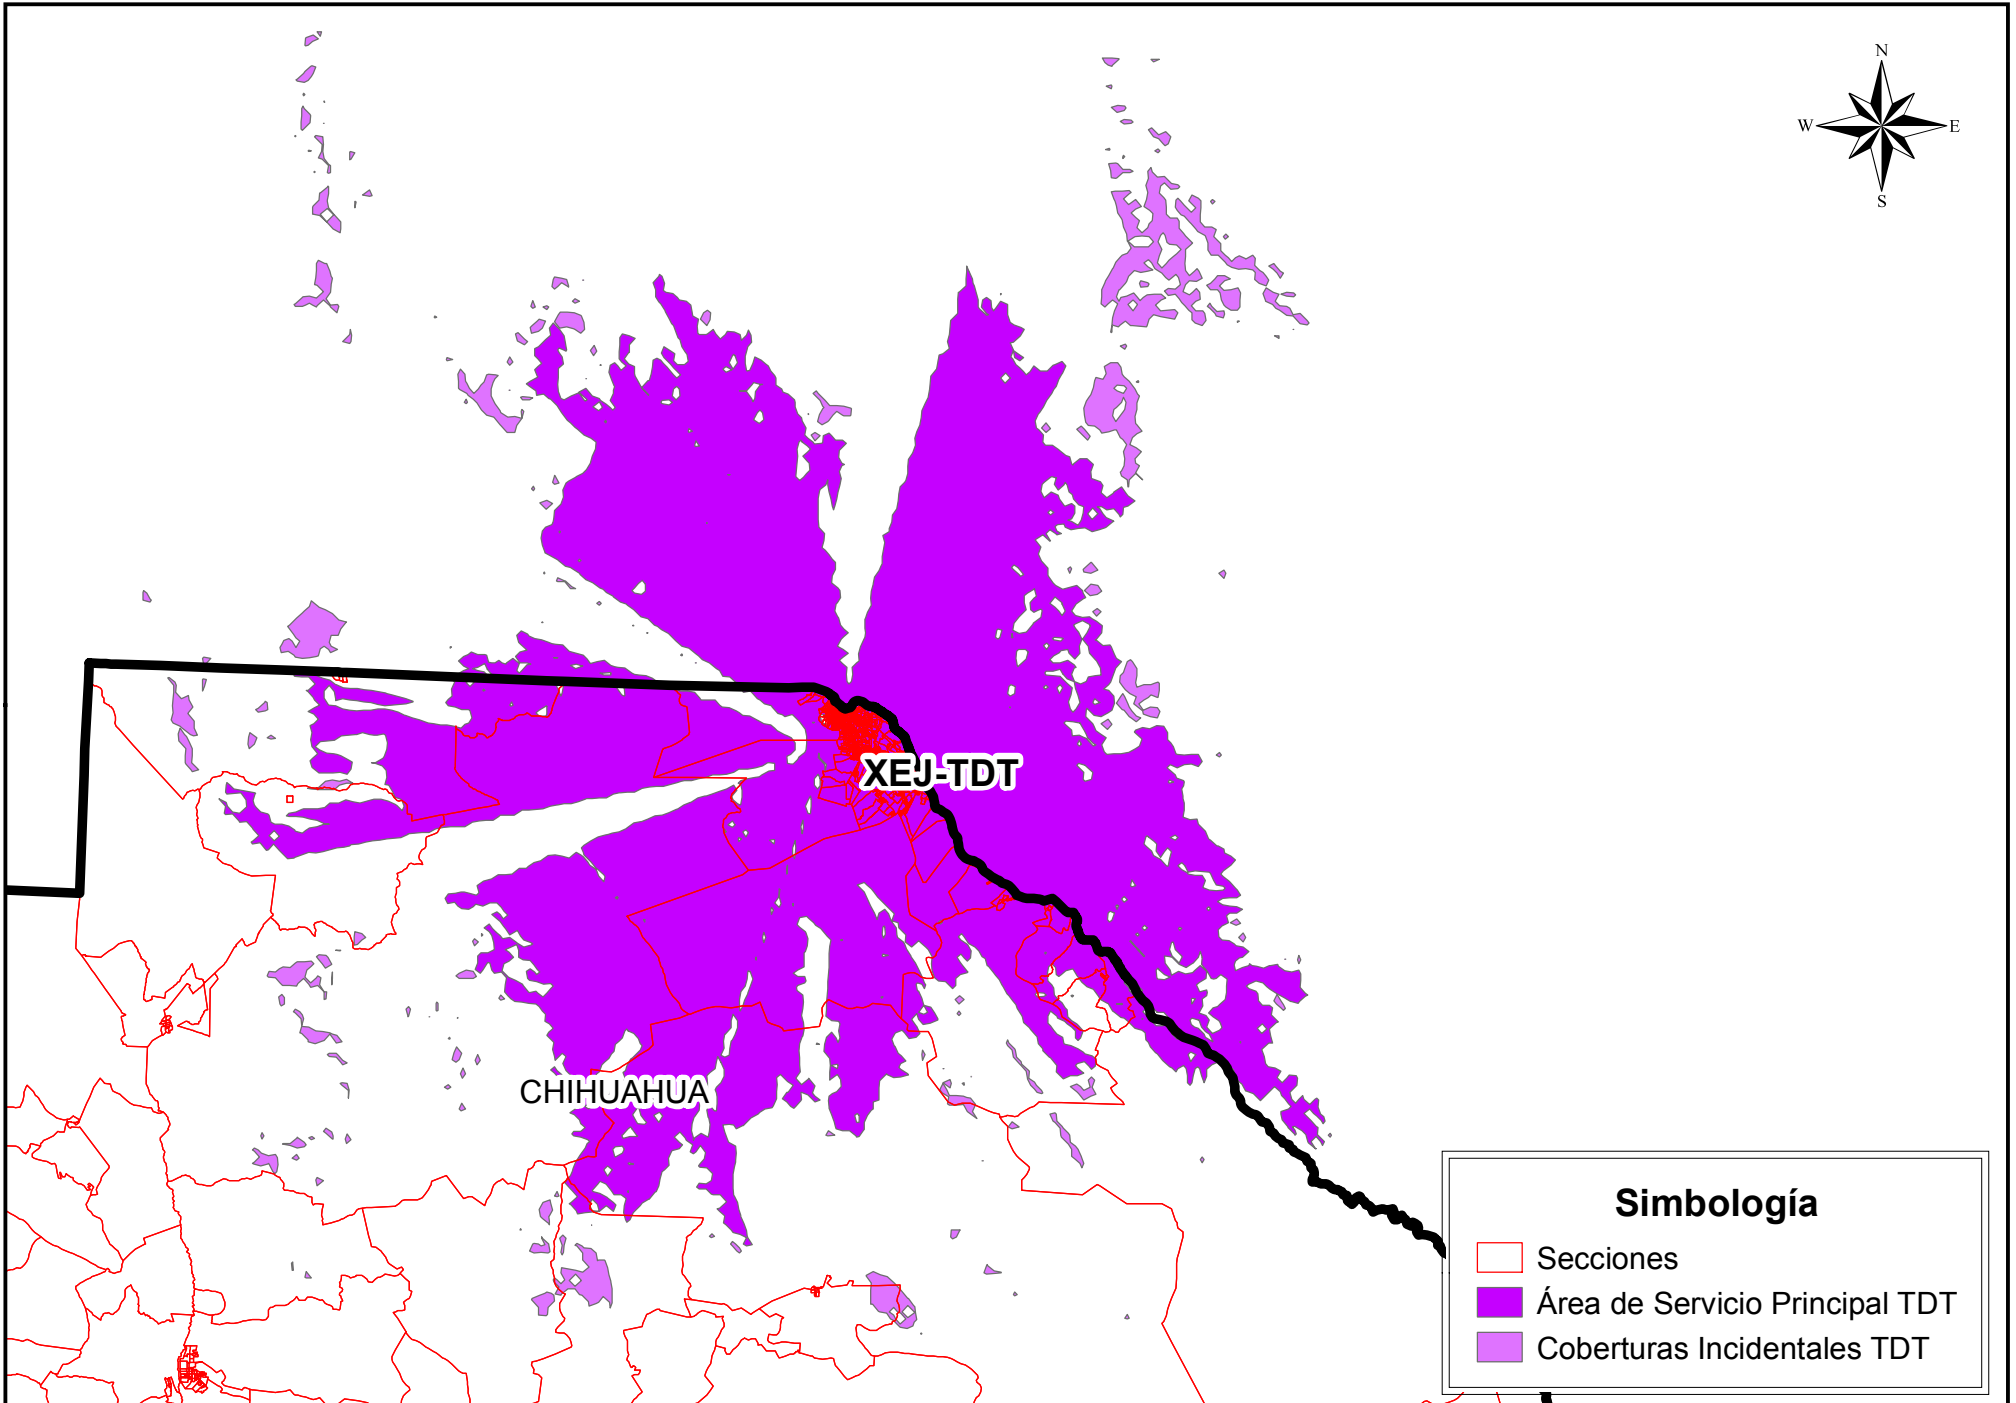 N
W E
S
XEJ-TDT
CHIHUAHUA
Simbología
Secciones
Área de Servicio Principal TDT
Coberturas Incidentales TDT